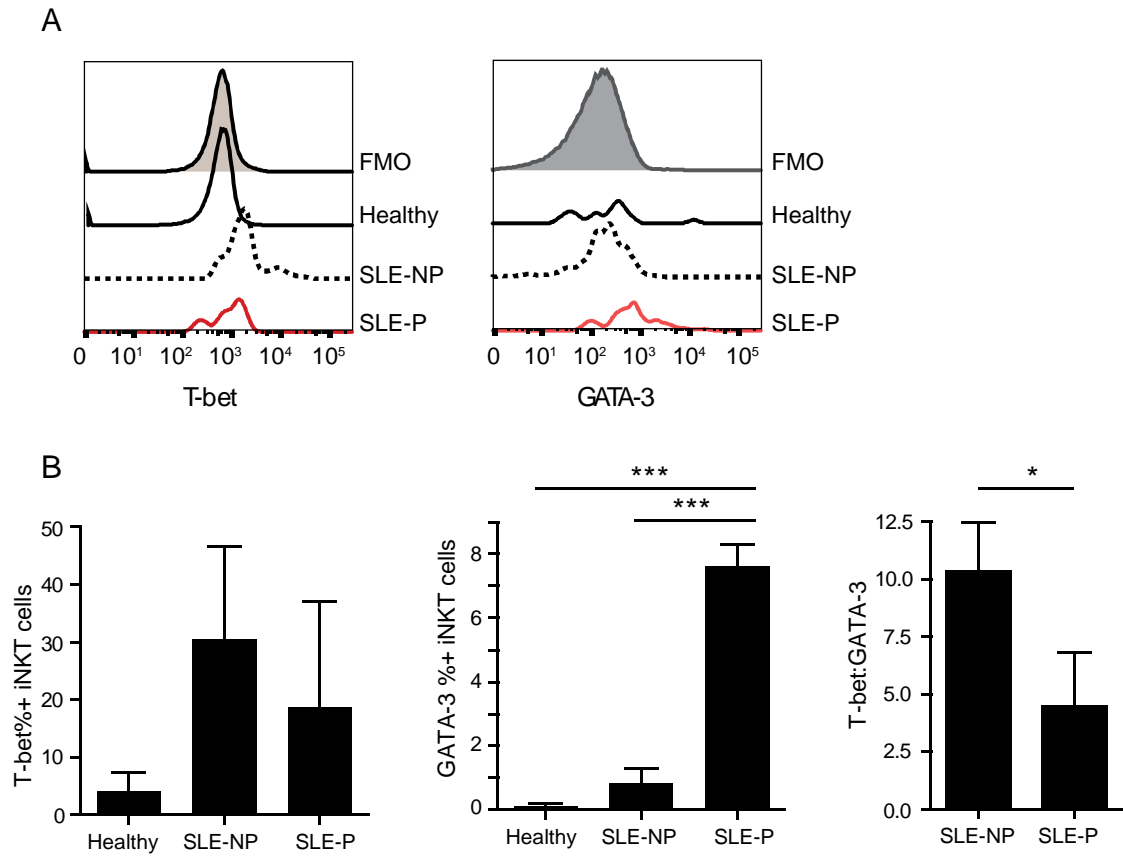 A
FMO
Healthy
SLE-NP
SLE-P
0 10¹ 10² 10³ 10⁴ 10⁵
T-bet
FMO
Healthy
SLE-NP
SLE-P
0 10¹ 10² 10³ 10⁴ 10⁵
GATA-3
B
T-bet%+ iNKT cells
50
40
30
20
10
0
Healthy SLE-NP SLE-P
***
***
GATA-3 %+ iNKT cells
8
6
4
2
0
Healthy SLE-NP SLE-P
*
T-bet:GATA-3
12.5
10.0
7.5
5.0
2.5
0.0
SLE-NP SLE-P